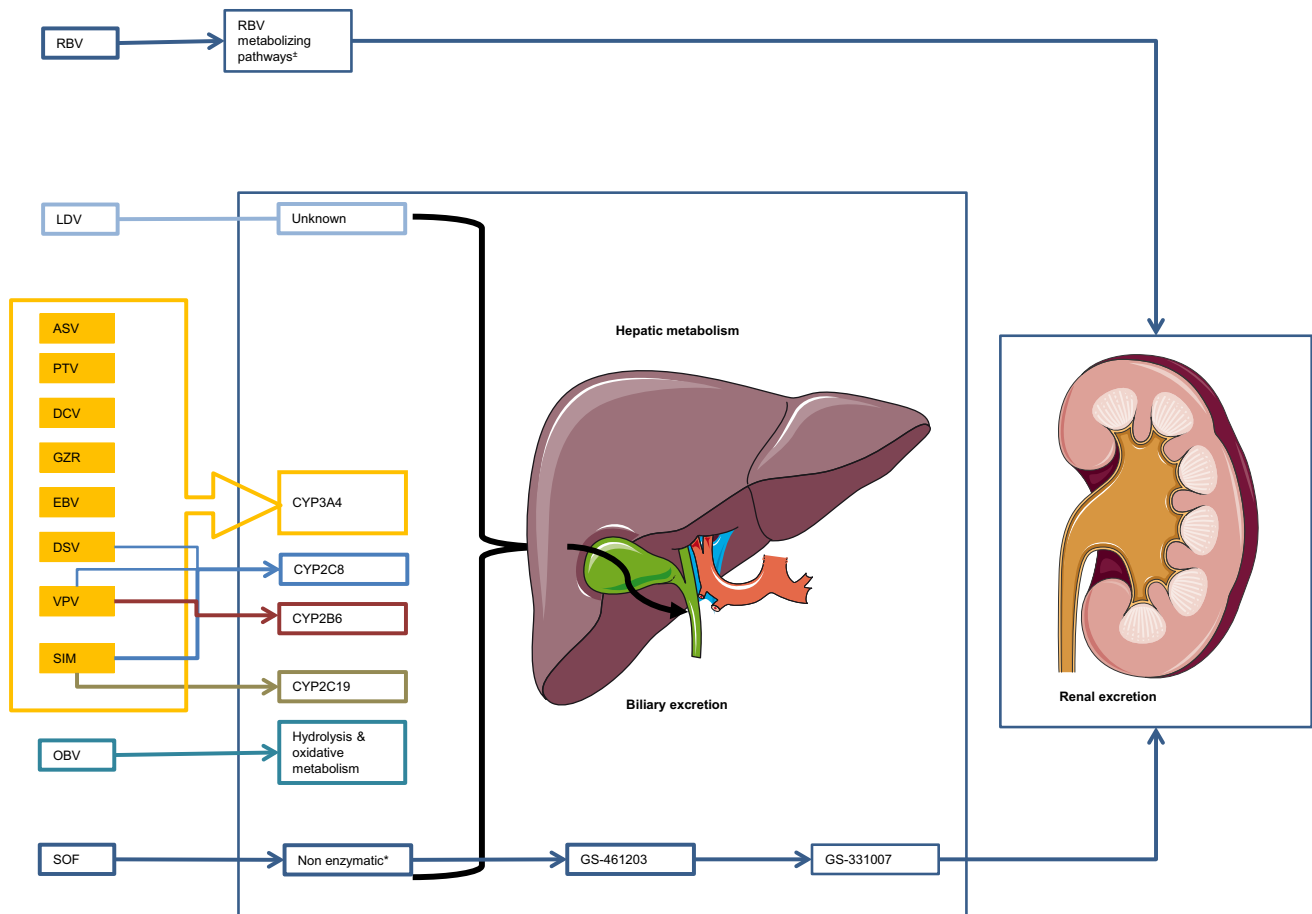 RBV
RBV
metabolizing
pathways±
LDV
Unknown
Hepatic metabolism
ASV
PTV
DCV
GZR
EBV
DSV
VPV
SIM
CYP3A4
CYP2C8
CYP2B6
CYP2C19
Biliary excretion
Renal excretion
OBV
Hydrolysis &
oxidative
metabolism
SOF
Non enzymatic*
GS-461203
GS-331007